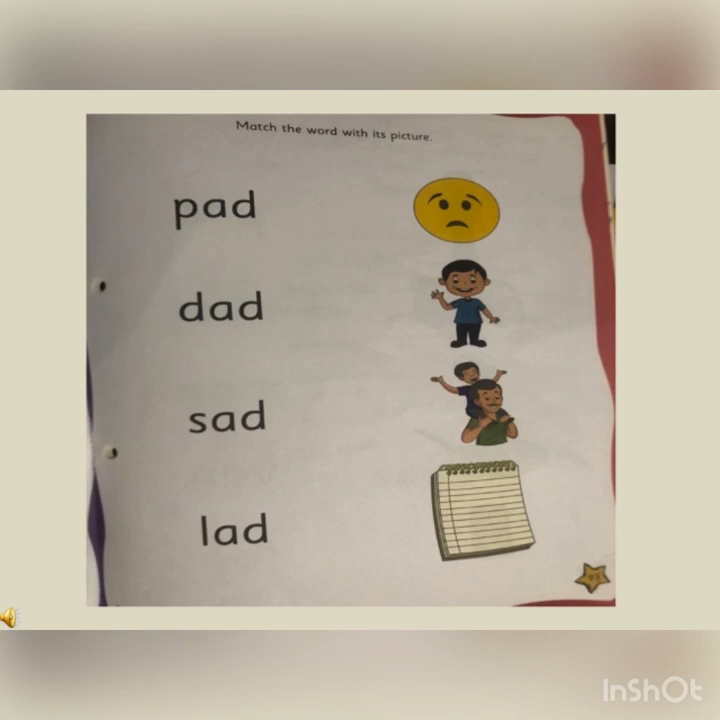 Match the word with its picture.
pad
dad
sad
lad
InShOt